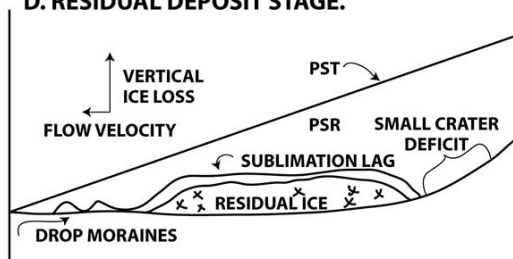 D. RESIDUAL DEPOSIT STAGE.
VERTICAL
ICE LOSS
PST
FLOW VELOCITY
PSR
SMALL CRATER
DEFICIT
SUBLIMATION LAG
RESIDUAL ICE
DROP MORAINES